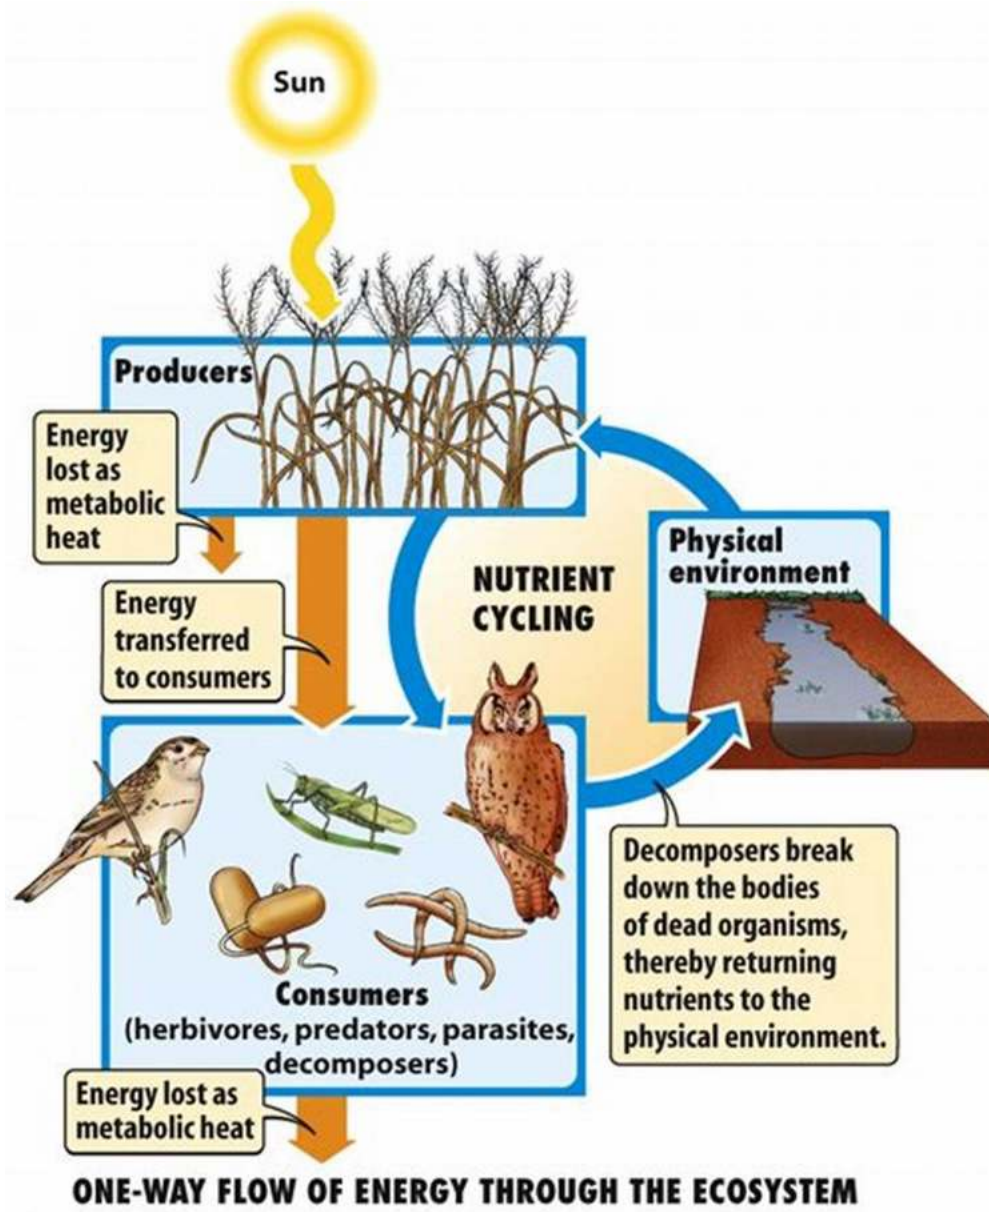 Sun
Producers
Energy
lost as
metabolic
heat
Energy
transferred
to consumers
NUTRIENT
CYCLING
Physical
environment
Consumers
(herbivores, predators, parasites,
decomposers)
Decomposers break
down the bodies
of dead organisms,
thereby returning
nutrients to the
physical environment.
Energy lost as
metabolic heat
ONE-WAY FLOW OF ENERGY THROUGH THE ECOSYSTEM